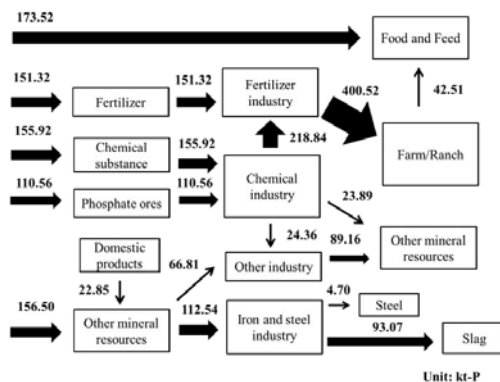 173.52
Food and Feed
151.32
151.32
Fertilizer
Fertilizer
industry
400.52
42.51
155.92
Chemical
substance
155.92
218.84
Farm/Ranch
110.56
Phosphate ores
110.56
Chemical
industry
23.89
Domestic
products
66.81
24.36
89.16
Other mineral
resources
Other industry
22.85
4.70
Steel
156.50
Other mineral
resources
112.54
Iron and steel
industry
93.07
Slag
Unit: kt-P